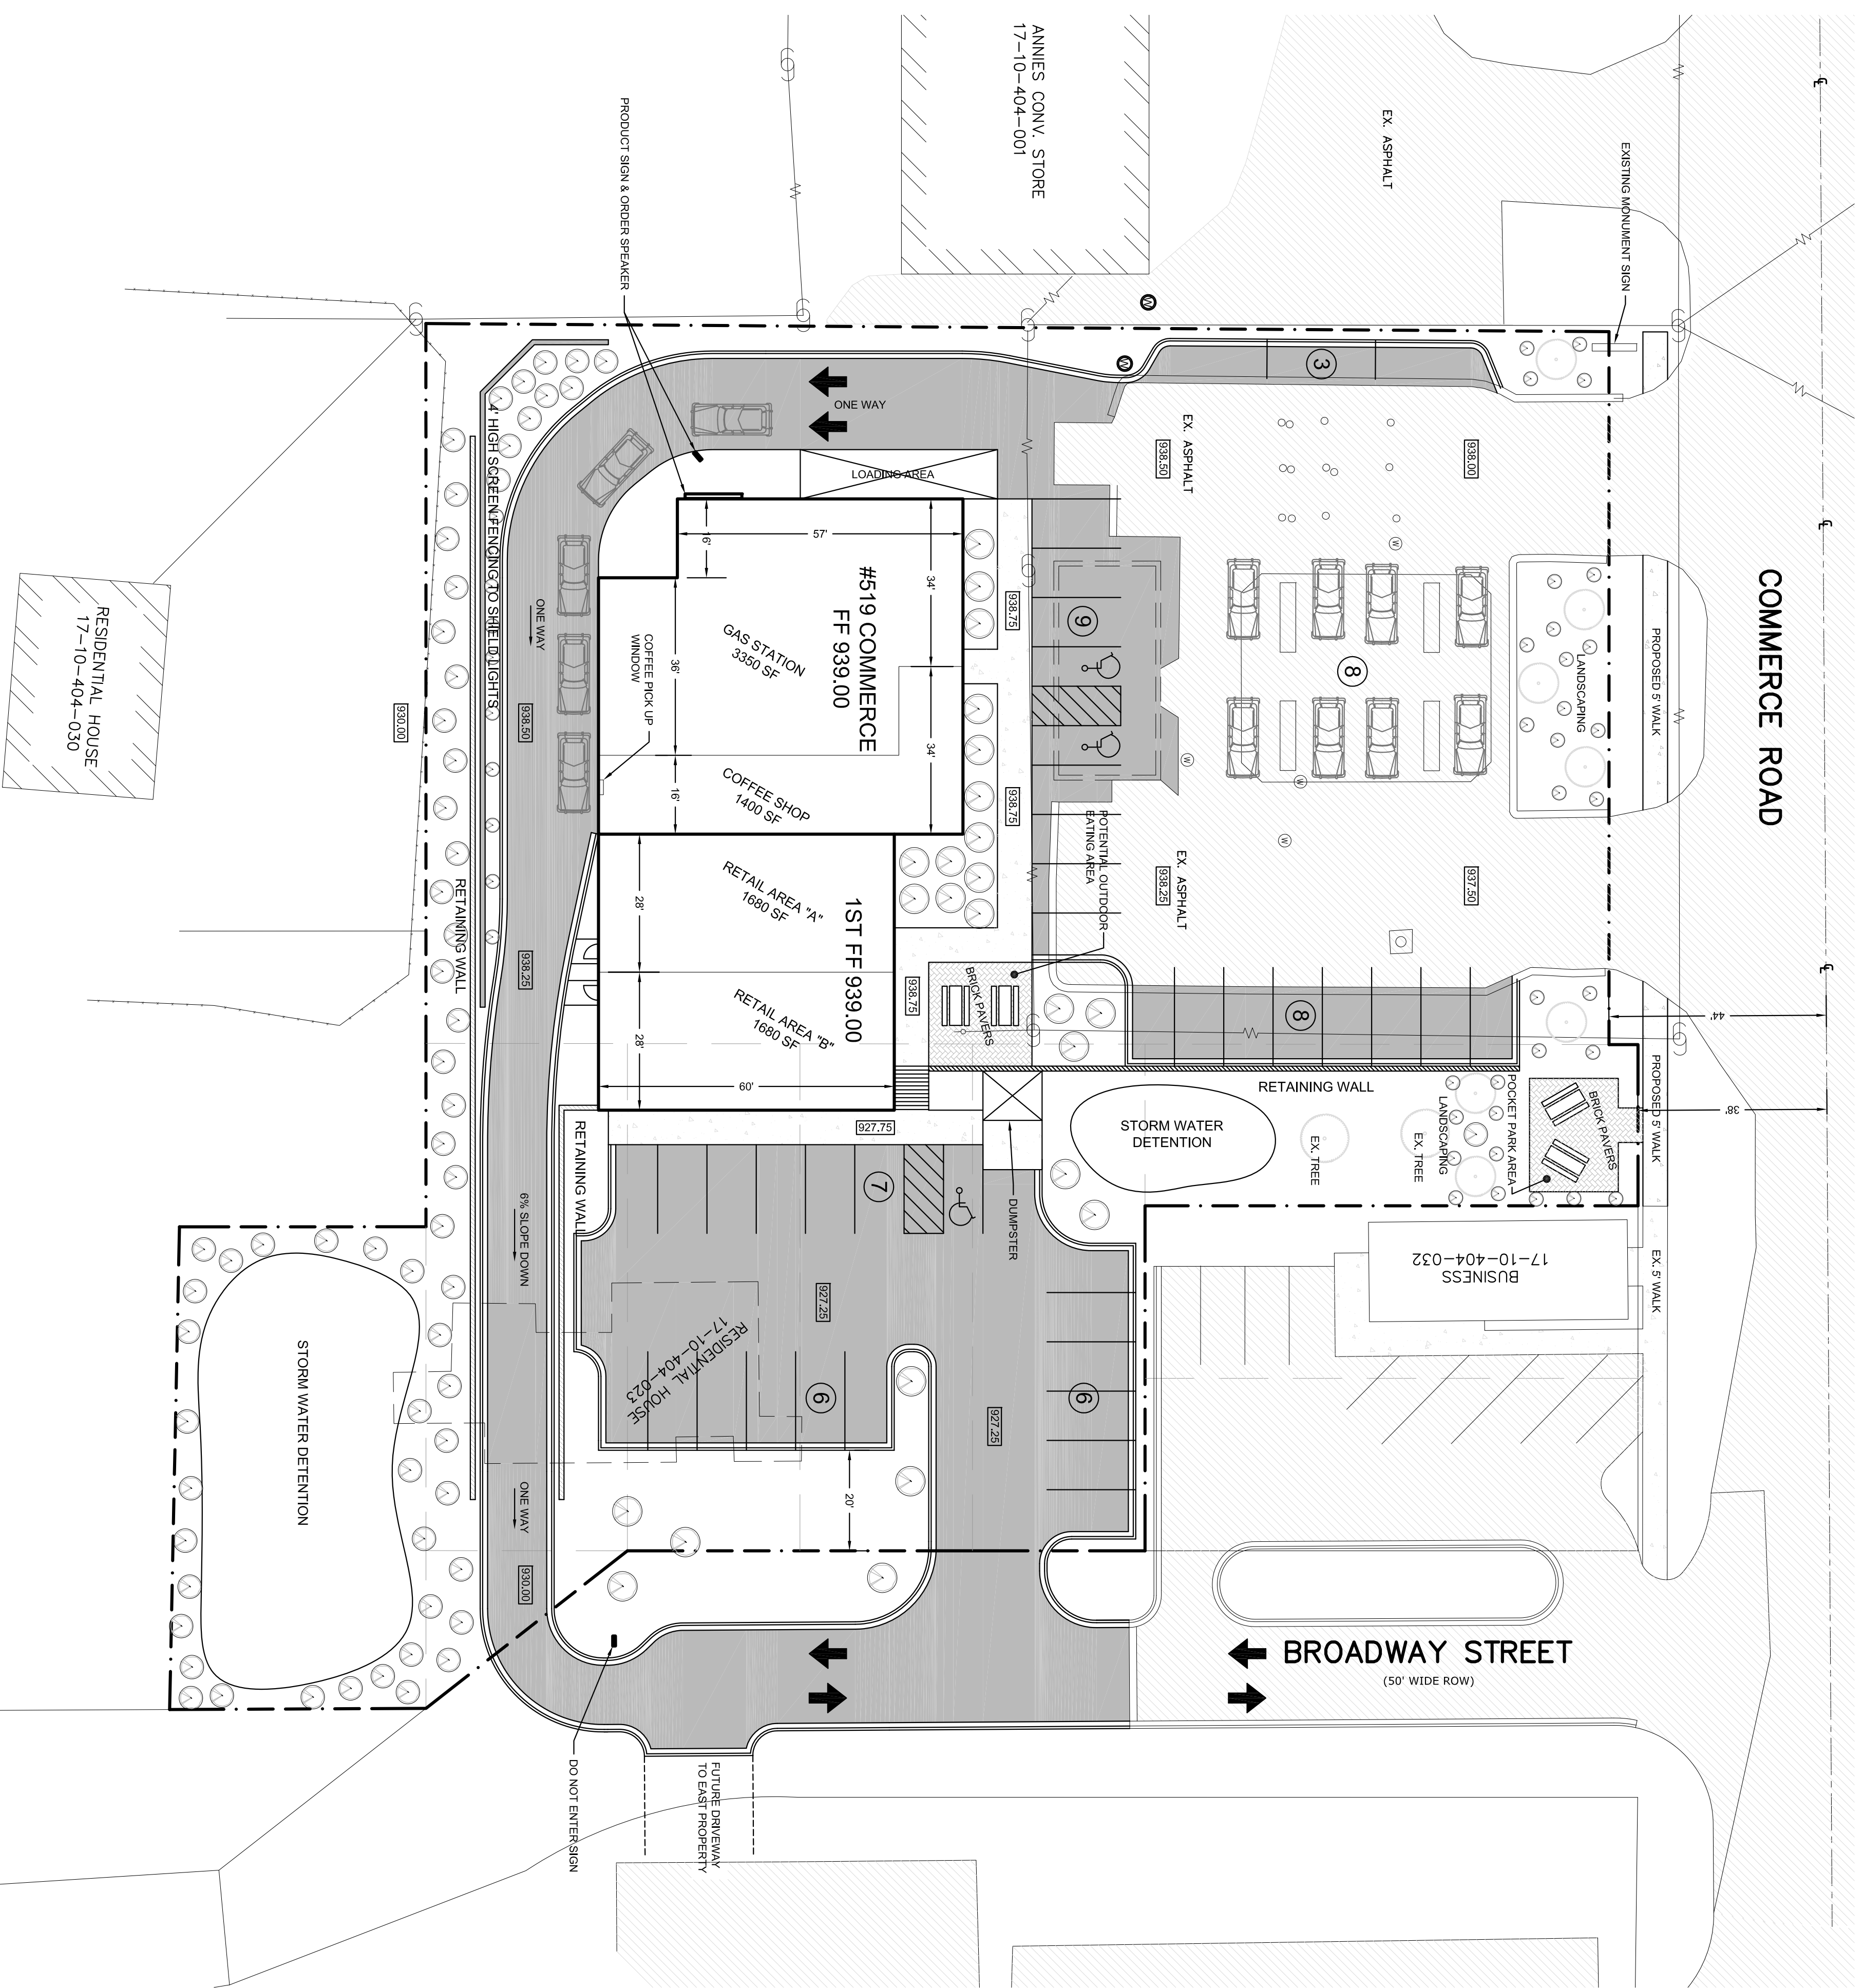 COMMERCE ROAD
℄
℄
℄
EXISTING MONUMENT SIGN
EX. ASPHALT
ANNIES CONV. STORE
17-10-404-001
PRODUCT SIGN & ORDER SPEAKER
PROPOSED 5' WALK
LANDSCAPING
44'
38'
PROPOSED 5' WALK
EX. 5' WALK
3
W
W
938.00
938.50
EX. ASPHALT
8
W
W
W
W
937.50
938.25
EX. ASPHALT
9
8
POTENTIAL OUTDOOR
EATING AREA
BRICK PAVERS
RETAINING WALL
BRICK PAVERS
POCKET PARK AREA
LANDSCAPING
EX. TREE
EX. TREE
STORM WATER
DETENTION
BUSINESS
17-10-404-032
ONE WAY
LOADING AREA
938.75
938.75
938.75
#519 COMMERCE
FF 939.00
GAS STATION
3350 SF
COFFEE SHOP
1400 SF
COFFEE PICK UP
WINDOW
57'
16'
34'
34'
36'
16'
1ST FF 939.00
RETAIL AREA "A"
1680 SF
RETAIL AREA "B"
1680 SF
28'
28'
60'
927.75
DUMPSTER
7
6
6
927.25
927.25
20'
RESIDENTIAL HOUSE
17-10-404-023
RETAINING WALL
ONE WAY
938.50
938.25
6% SLOPE DOWN
ONE WAY
930.00
4' HIGH SCREEN FENCING TO SHIELD LIGHTS
RETAINING WALL
930.00
RESIDENTIAL HOUSE
17-10-404-030
STORM WATER DETENTION
BROADWAY STREET
(50' WIDE ROW)
DO NOT ENTER SIGN
FUTURE DRIVEWAY
TO EAST PROPERTY